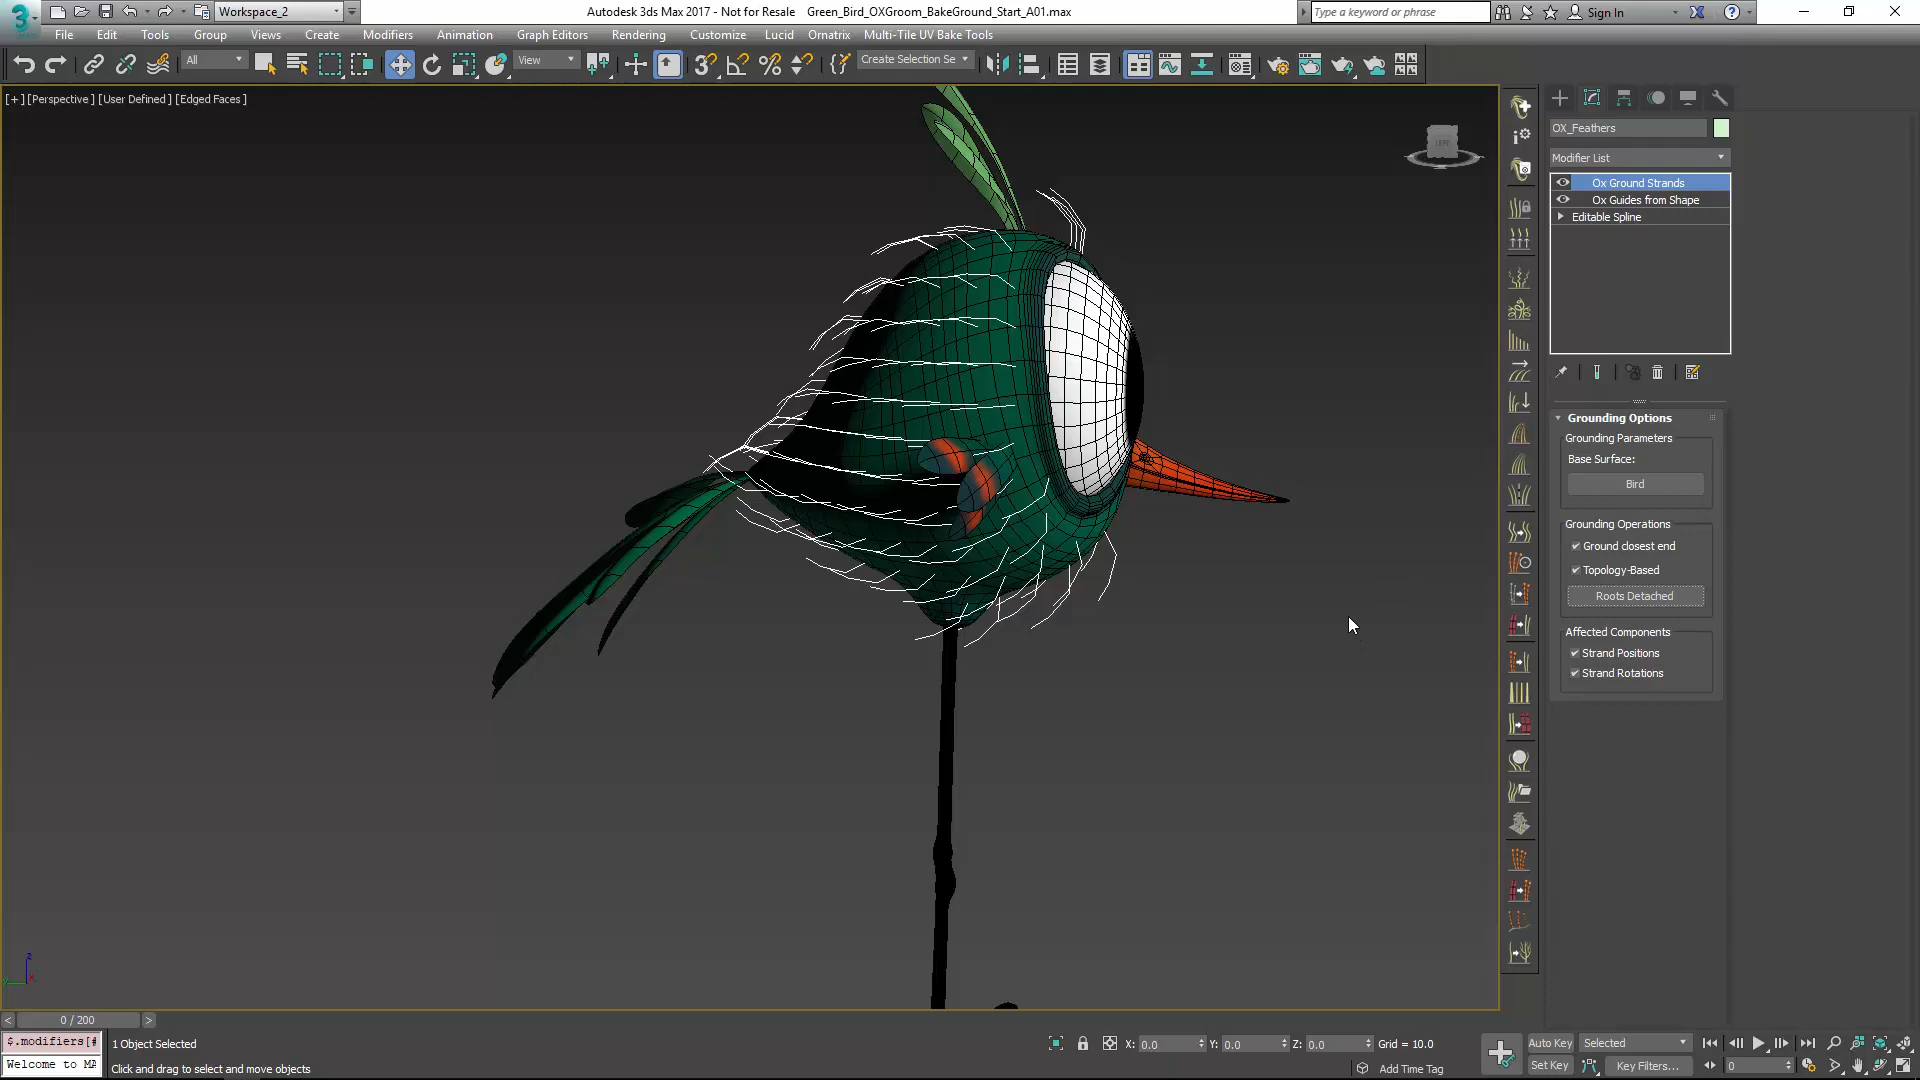 Workspace_2
Autodesk 3ds Max 2017 - Not for Resale Green_Bird_OXGroom_BakeGround_Start_A01.max
Type a keyword or phrase
Sign In
File Edit Tools Group Views Create Modifiers Animation Graph Editors Rendering Customize Lucid Ornatrix Multi-Tile UV Bake Tools
All
View
Create Selection Se
[+] [Perspective ] [User Defined ] [Edged Faces ]
LEFT
OX_Feathers
Modifier List
Ox Ground Strands
Ox Guides from Shape
Editable Spline
Grounding Options
Grounding Parameters
Base Surface:
Bird
Grounding Operations
Ground closest end
Topology-Based
Roots Detached
Affected Components
Strand Positions
Strand Rotations
z
x
y
< 0 / 200 >
$.modifiers[#
Welcome to MA
1 Object Selected
Click and drag to select and move objects
X: 0.0 Y: 0.0 Z: 0.0 Grid = 10.0
Add Time Tag
Auto Key Selected
Set Key Key Filters... 0